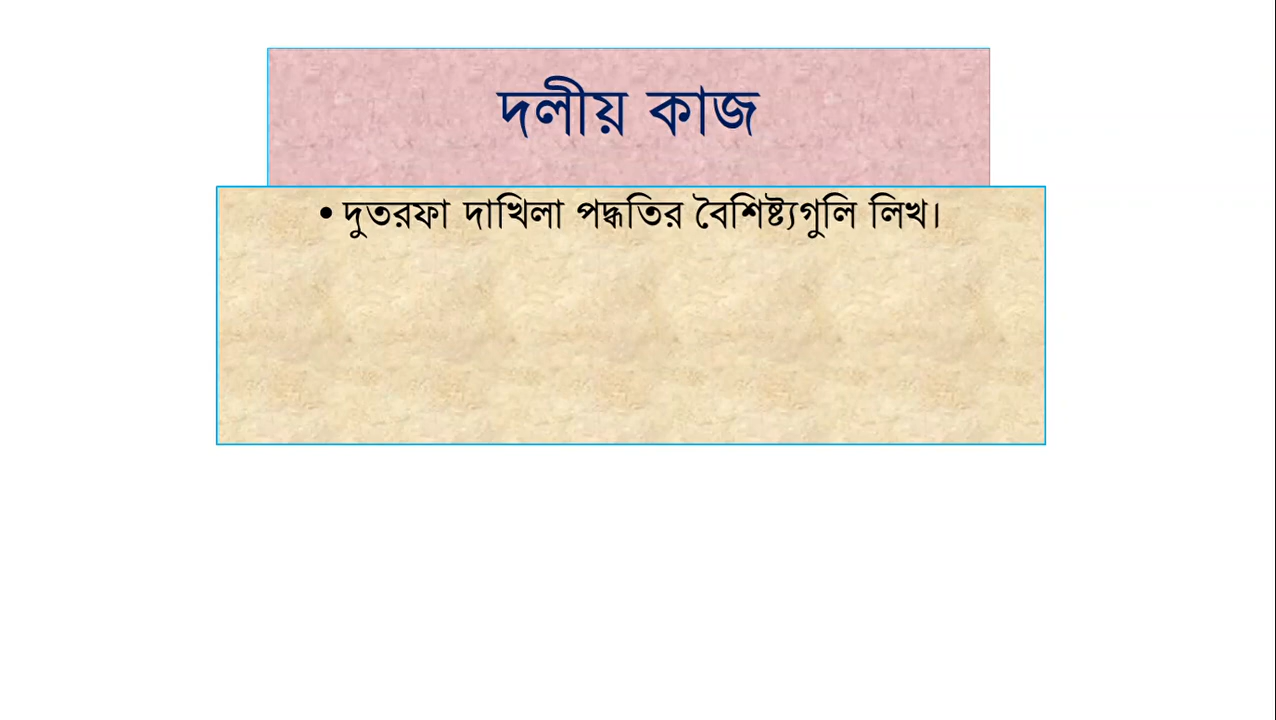 দলীয় কাজ
• দুতরফা দাখিলা পদ্ধতির বৈশিষ্ট্যগুলি লিখ।